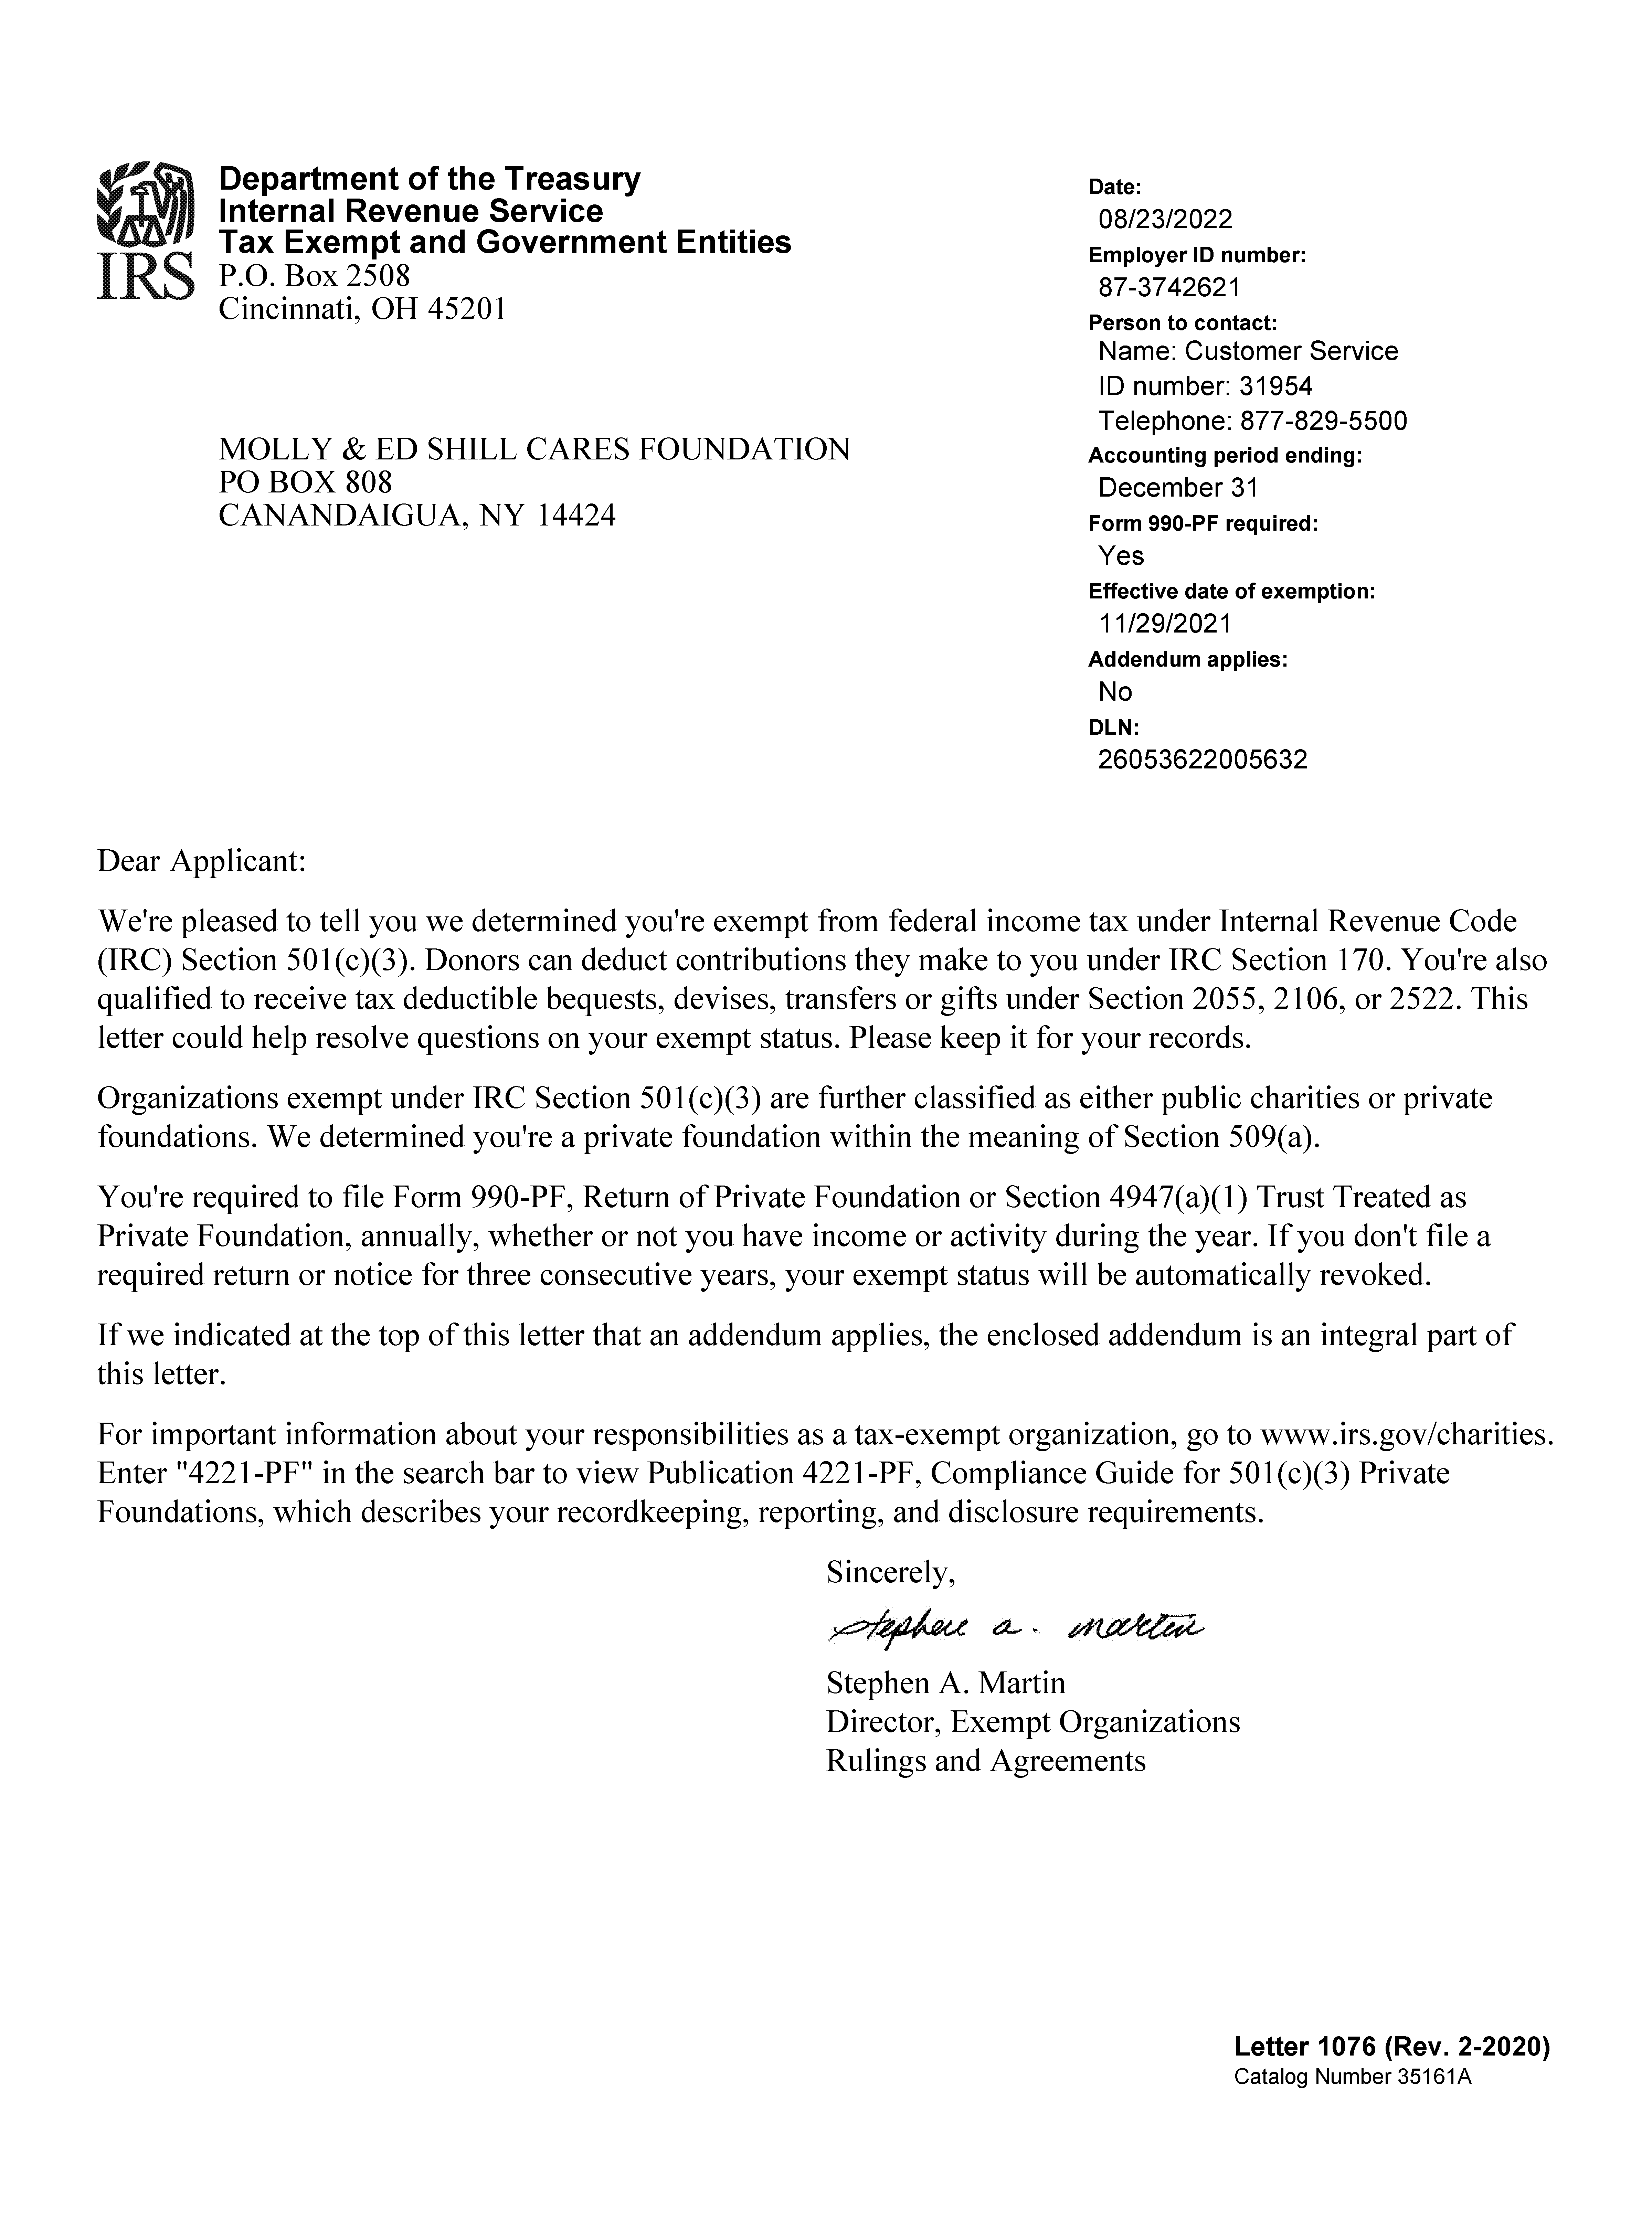 IRS
Department of the Treasury
Internal Revenue Service
Tax Exempt and Government Entities
P.O. Box 2508
Cincinnati, OH 45201
MOLLY & ED SHILL CARES FOUNDATION
PO BOX 808
CANANDAIGUA, NY 14424
Date:
08/23/2022
Employer ID number:
87-3742621
Person to contact:
Name: Customer Service
ID number: 31954
Telephone: 877-829-5500
Accounting period ending:
December 31
Form 990-PF required:
Yes
Effective date of exemption:
11/29/2021
Addendum applies:
No
DLN:
26053622005632
Dear Applicant:
We're pleased to tell you we determined you're exempt from federal income tax under Internal Revenue Code
(IRC) Section 501(c)(3). Donors can deduct contributions they make to you under IRC Section 170. You're also
qualified to receive tax deductible bequests, devises, transfers or gifts under Section 2055, 2106, or 2522. This
letter could help resolve questions on your exempt status. Please keep it for your records.
Organizations exempt under IRC Section 501(c)(3) are further classified as either public charities or private
foundations. We determined you're a private foundation within the meaning of Section 509(a).
You're required to file Form 990-PF, Return of Private Foundation or Section 4947(a)(1) Trust Treated as
Private Foundation, annually, whether or not you have income or activity during the year. If you don't file a
required return or notice for three consecutive years, your exempt status will be automatically revoked.
If we indicated at the top of this letter that an addendum applies, the enclosed addendum is an integral part of
this letter.
For important information about your responsibilities as a tax-exempt organization, go to www.irs.gov/charities.
Enter "4221-PF" in the search bar to view Publication 4221-PF, Compliance Guide for 501(c)(3) Private
Foundations, which describes your recordkeeping, reporting, and disclosure requirements.
Sincerely,
Stephen a. Martin
Stephen A. Martin
Director, Exempt Organizations
Rulings and Agreements
Letter 1076 (Rev. 2-2020)
Catalog Number 35161A